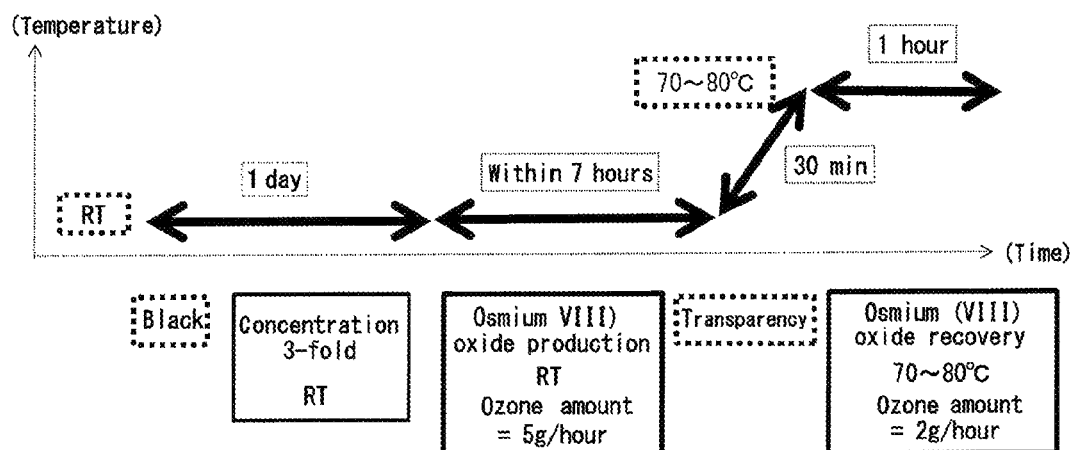 (Temperature)
1 hour
70～80℃
30 min
1 day
Within 7 hours
RT
(Time)
Black
Concentration
3-fold
RT
Osmium VIII)
oxide production
RT
Ozone amount
= 5g/hour
Transparency
Osmium (VIII)
oxide recovery
70～80℃
Ozone amount
= 2g/hour